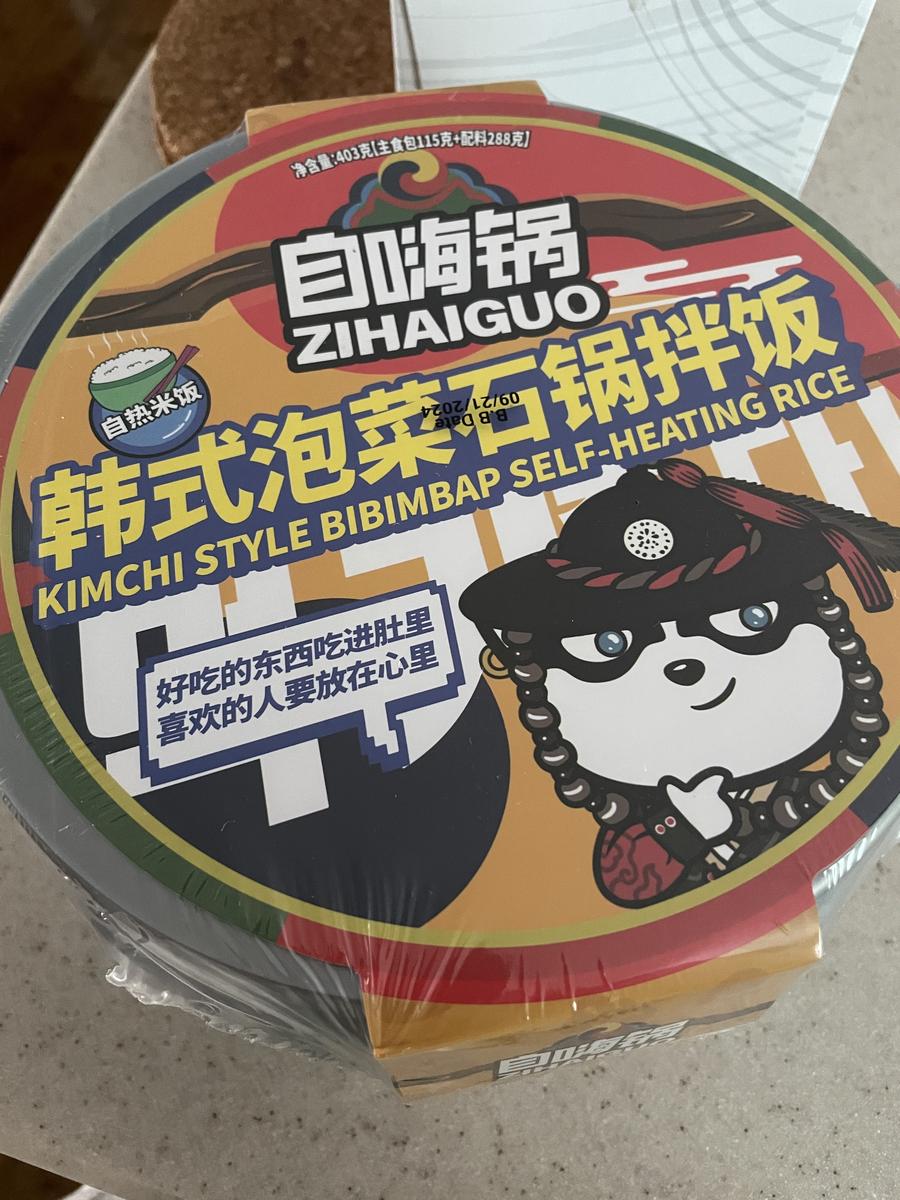 净含量:403克【主食包115克+配料288克】
自嗨锅
ZIHAIGUO
自热米饭
韩式泡菜石锅拌饭
B.B Date
09/21/2024
KIMCHI STYLE BIBIMBAP SELF-HEATING RICE
好吃的东西吃进肚里
喜欢的人要放在心里
自嗨锅
ZIHAIGUO